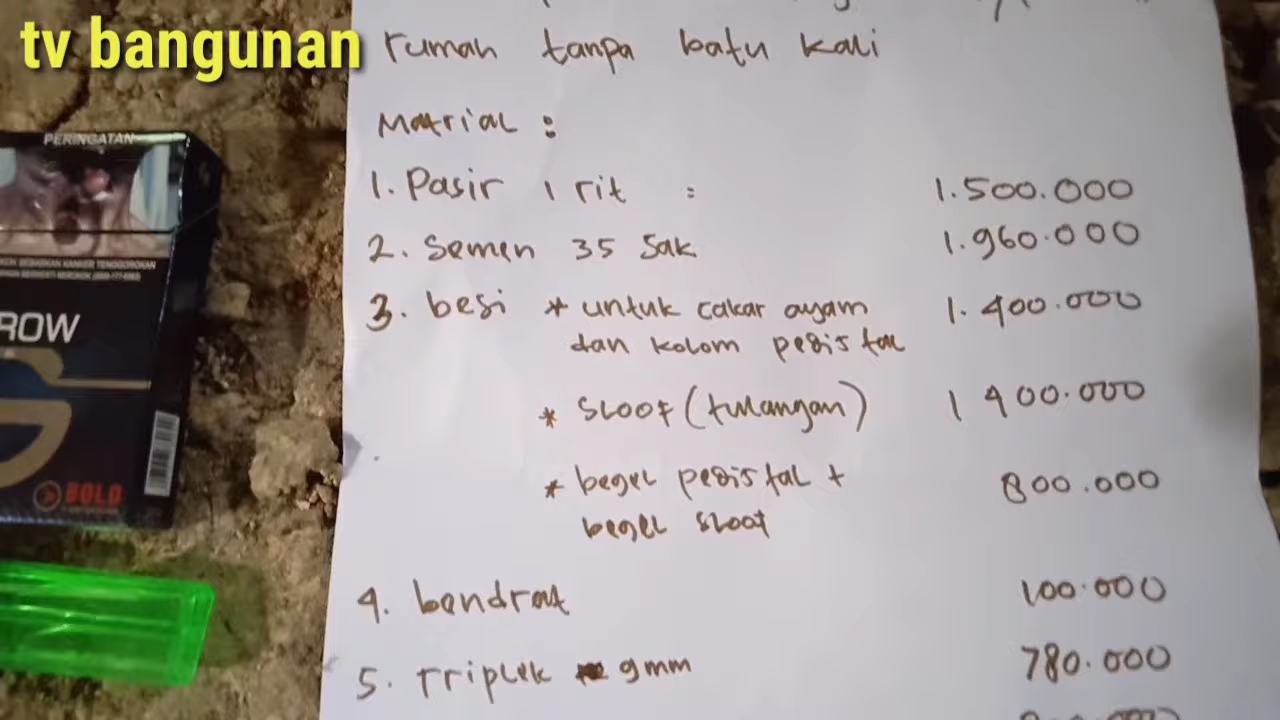 tv bangunan
rumah tanpa batu kali
Matrial :
1. Pasir 1 rit : 1.500.000
2. Semen 35 Sak 1.960.000
3. besi * untuk cakar ayam 1.400.000
dan kolom pedistal
* SLOOF (tulangan) 1 400.000
* begel pedistal + 800.000
begel sloof
4. bendrat 100.000
5. Triplek 9mm 780.000
PERINGATAN
ROW
BOLD